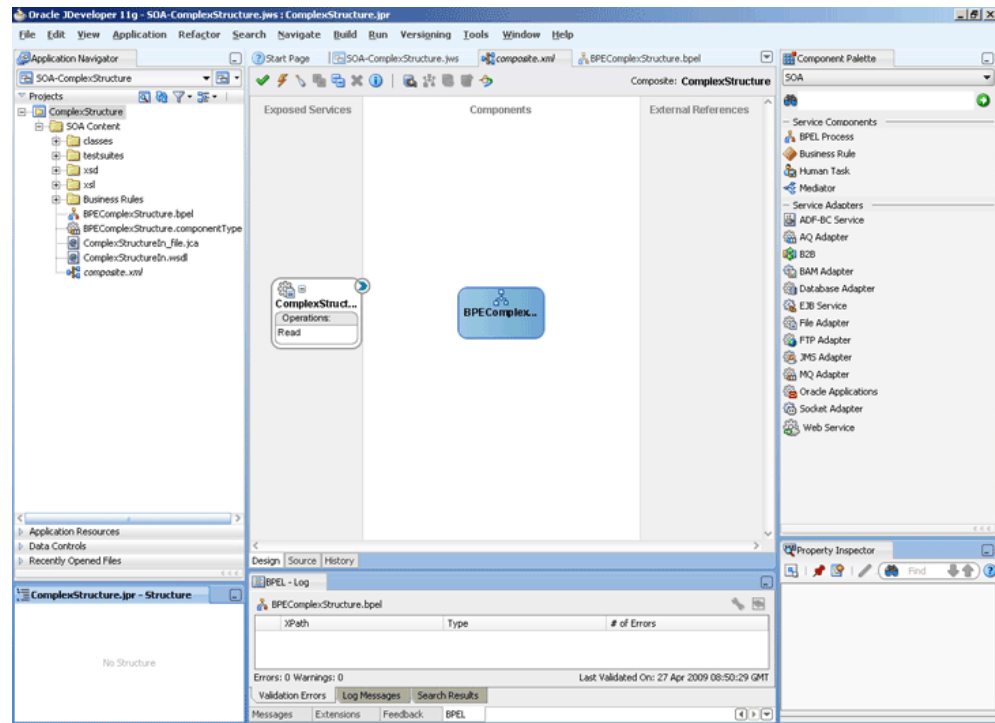 Oracle JDeveloper 11g - SOA-ComplexStructure.jws : ComplexStructure.jpr
File Edit View Application Refactor Search Navigate Build Run Versigning Tools Window Help
Application Navigator
SOA-ComplexStructure
Projects
ComplexStructure
SOA Content
classes
testsuites
xsd
xsl
Business Rules
BPEComplexStructure.bpel
BPEComplexStructure.componentType
ComplexStructureIn_file.jca
ComplexStructureIn.wsdl
composite.xml
Application Resources
Data Controls
Recently Opened Files
ComplexStructure.jpr - Structure
No Structure
Start Page SOA-ComplexStructure.jws composite.xml BPEComplexStructure.bpel
Composite: ComplexStructure
Exposed Services Components External References
ComplexStruct...
Operations:
Read
BPEComplex...
Design Source History
BPEL - Log
BPEComplexStructure.bpel
XPath Type # of Errors
Errors: 0 Warnings: 0 Last Validated On: 27 Apr 2009 08:50:29 GMT
Validation Errors Log Messages Search Results
Messages Extensions Feedback BPEL
Component Palette
SOA
Service Components
BPEL Process
Business Rule
Human Task
Mediator
Service Adapters
ADF-BC Service
AQ Adapter
B2B
BAM Adapter
Database Adapter
EJB Service
File Adapter
FTP Adapter
JMS Adapter
MQ Adapter
Oracle Applications
Socket Adapter
Web Service
Property Inspector
Find